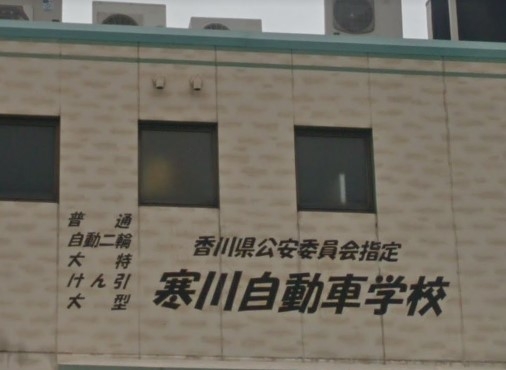 普通
自動二輪
大特
けん引
大型
香川県公安委員会指定
寒川自動車学校